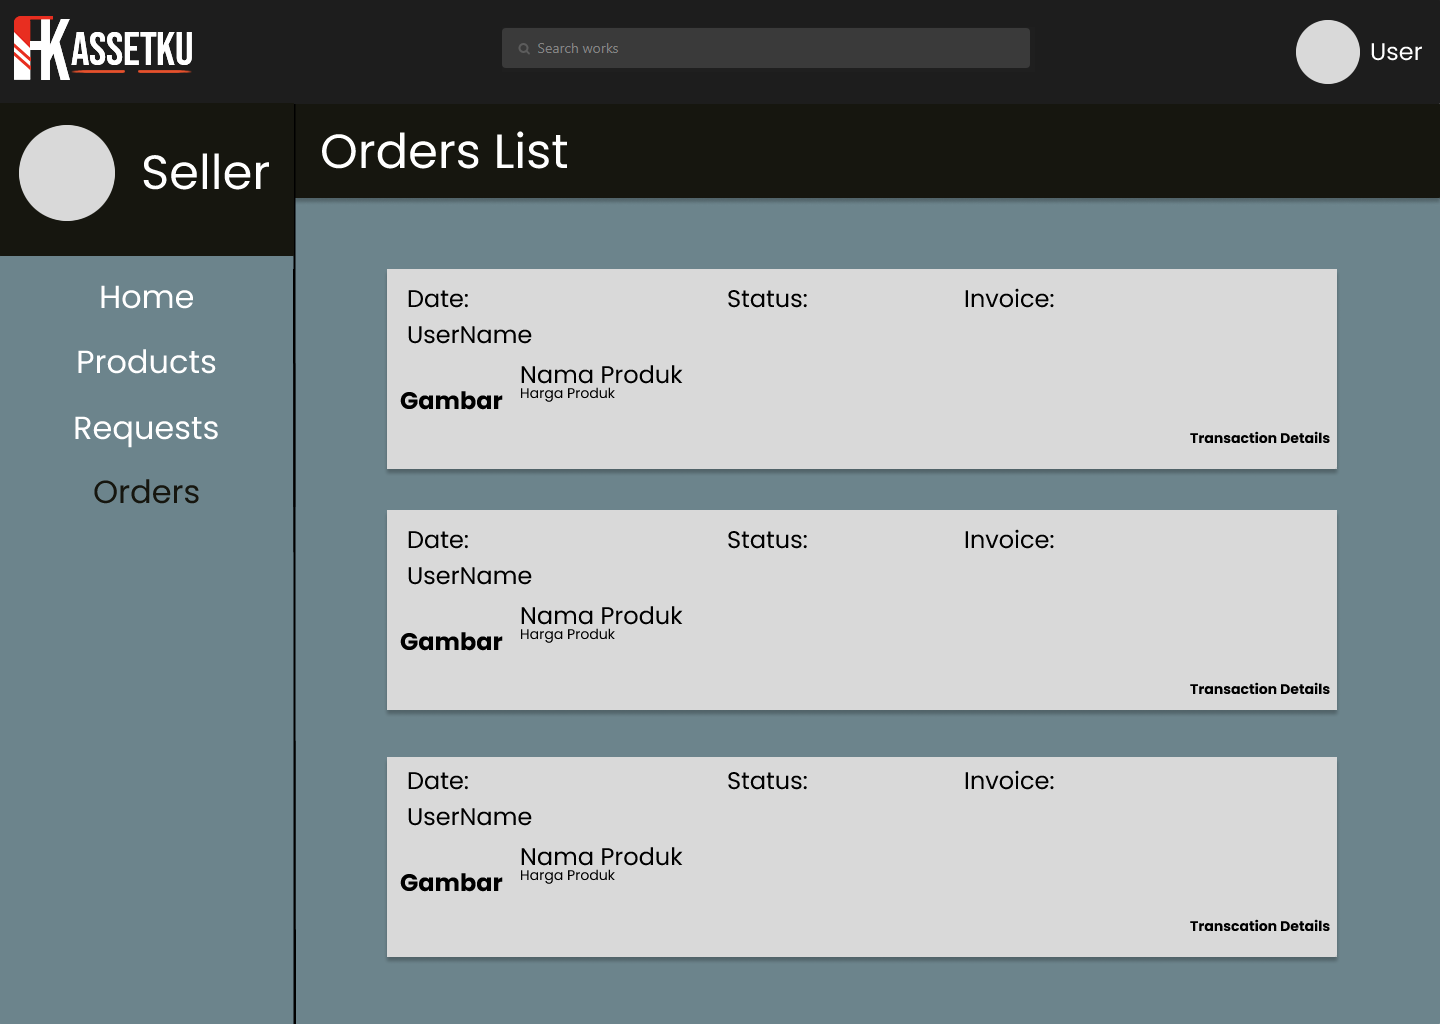 HK ASSETKU
Search works
User
Seller
Orders List
Home
Products
Requests
Orders
Date:
Status:
Invoice:
UserName
Nama Produk
Harga Produk
Gambar
Transaction Details
Date:
Status:
Invoice:
UserName
Nama Produk
Harga Produk
Gambar
Transaction Details
Date:
Status:
Invoice:
UserName
Nama Produk
Harga Produk
Gambar
Transcation Details